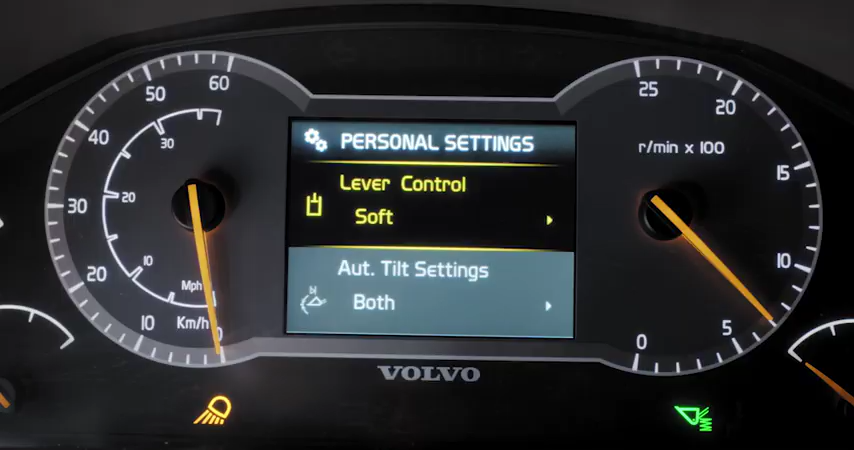 60
50
40
30
20
10
Km/h
0
30
20
10
Mph
PERSONAL SETTINGS
Lever Control
Soft
Aut. Tilt Settings
Both
25
20
r/min x 100
15
10
5
0
VOLVO